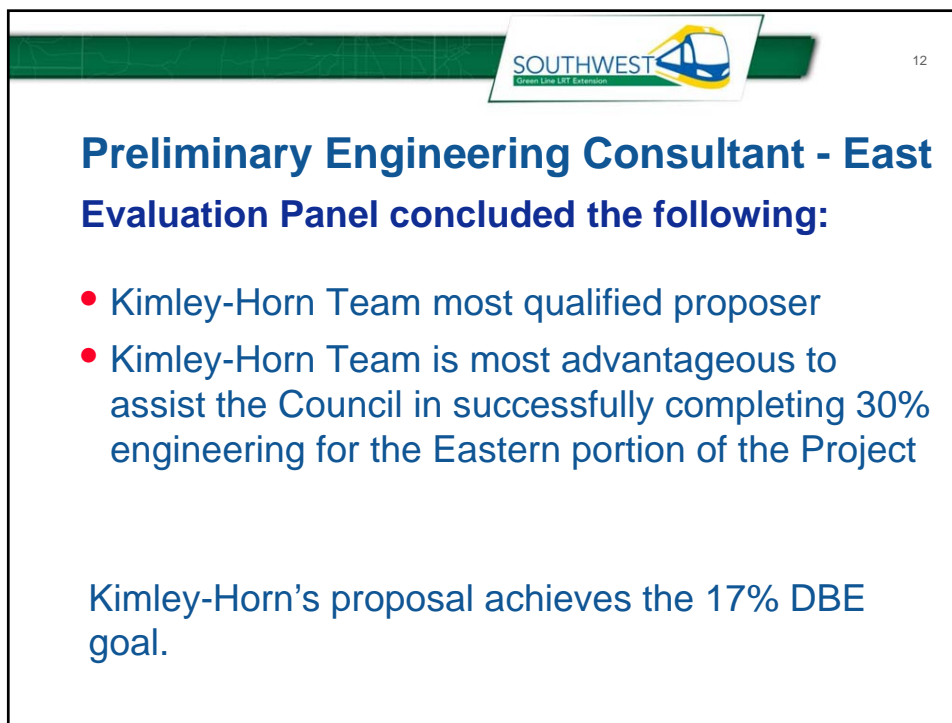 SOUTHWEST
Green Line LRT Extension
12
Preliminary Engineering Consultant - East
Evaluation Panel concluded the following:
• Kimley-Horn Team most qualified proposer
• Kimley-Horn Team is most advantageous to
assist the Council in successfully completing 30%
engineering for the Eastern portion of the Project
Kimley-Horn’s proposal achieves the 17% DBE
goal.